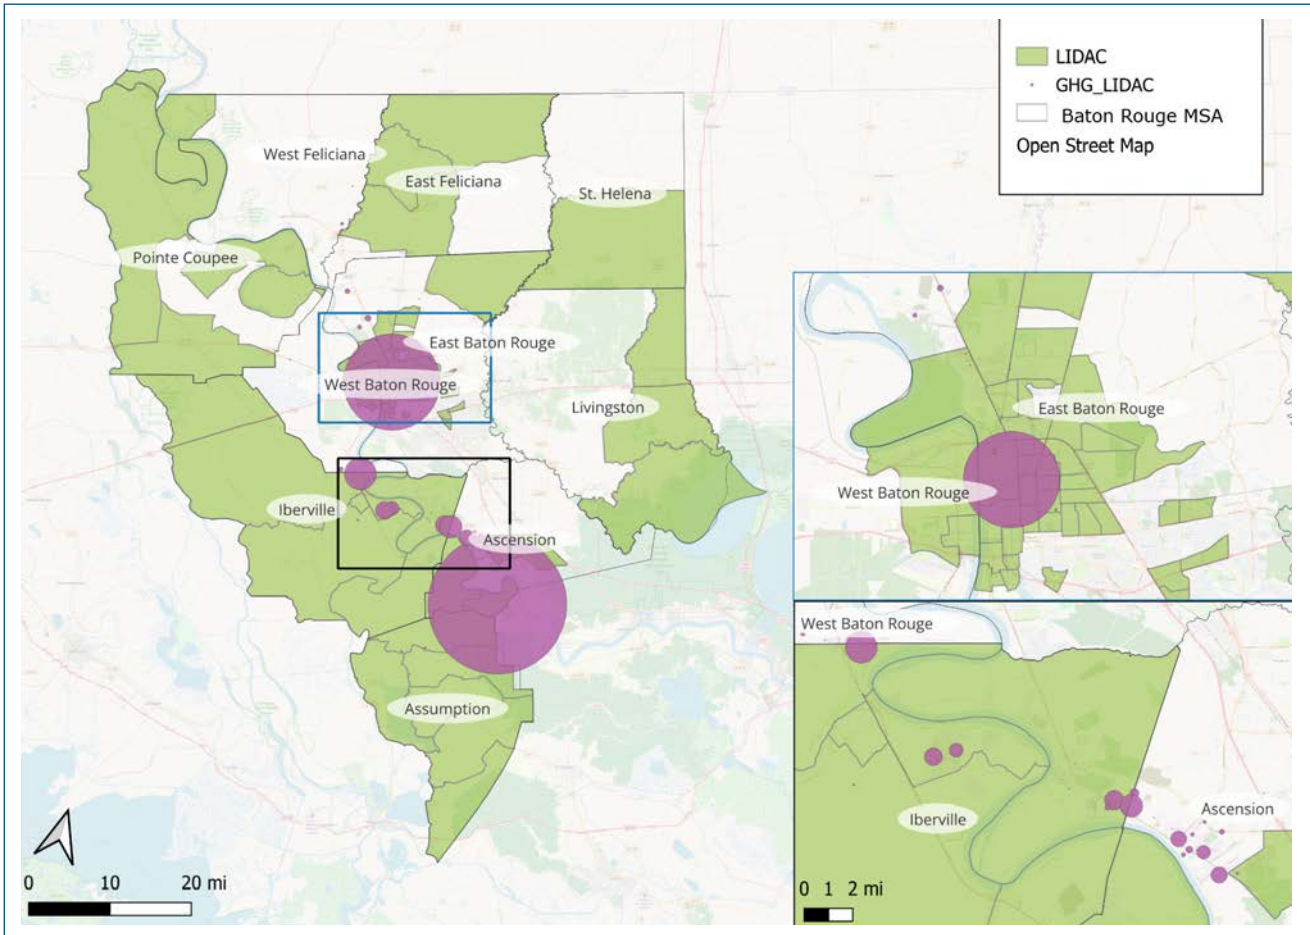 LIDAC
GHG_LIDAC
Baton Rouge MSA
Open Street Map
West Feliciana
East Feliciana
St. Helena
Pointe Coupee
East Baton Rouge
West Baton Rouge
Livingston
Iberville
Ascension
Assumption
0 10 20 mi
East Baton Rouge
West Baton Rouge
West Baton Rouge
Iberville
Ascension
0 1 2 mi